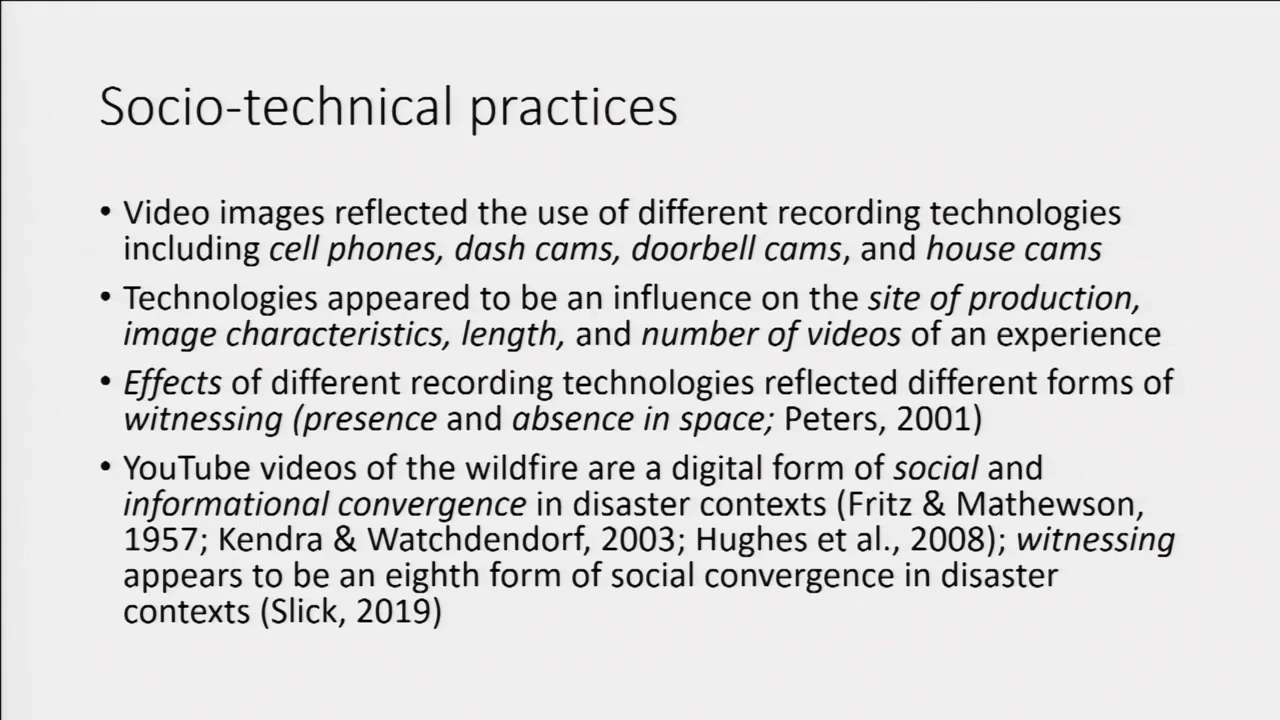 Socio-technical practices
• Video images reflected the use of different recording technologies
including cell phones, dash cams, doorbell cams, and house cams
• Technologies appeared to be an influence on the site of production,
image characteristics, length, and number of videos of an experience
• Effects of different recording technologies reflected different forms of
witnessing (presence and absence in space; Peters, 2001)
• YouTube videos of the wildfire are a digital form of social and
informational convergence in disaster contexts (Fritz & Mathewson,
1957; Kendra & Watchdendorf, 2003; Hughes et al., 2008); witnessing
appears to be an eighth form of social convergence in disaster
contexts (Slick, 2019)